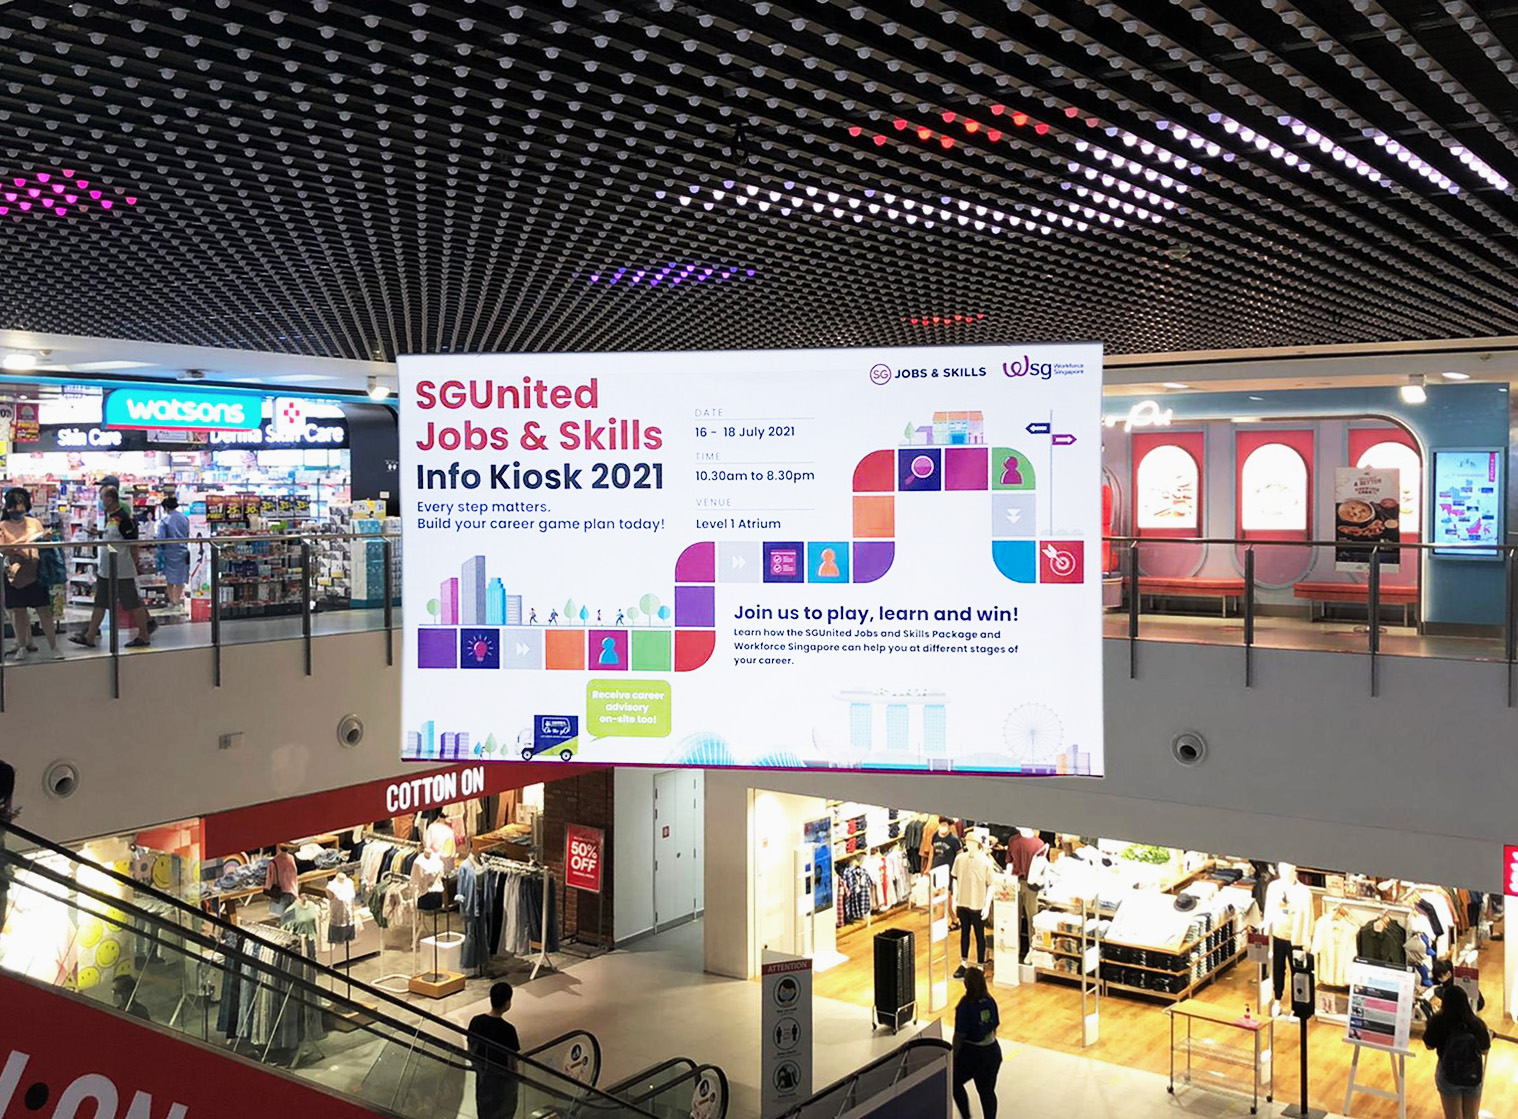 SGUnited
Jobs & Skills
Info Kiosk 2021
Every step matters.
Build your career game plan today!
DATE
16 - 18 July 2021
TIME
10.30am to 8.30pm
VENUE
Level 1 Atrium
SG JOBS & SKILLS
wsg Workforce
Singapore
Join us to play, learn and win!
Learn how the SGUnited Jobs and Skills Package and
Workforce Singapore can help you at different stages of
your career.
Receive career
advisory
on-site too!
watsons
Skin Care
Derma Skin Care
COTTON ON
50%
OFF
ATTENTION